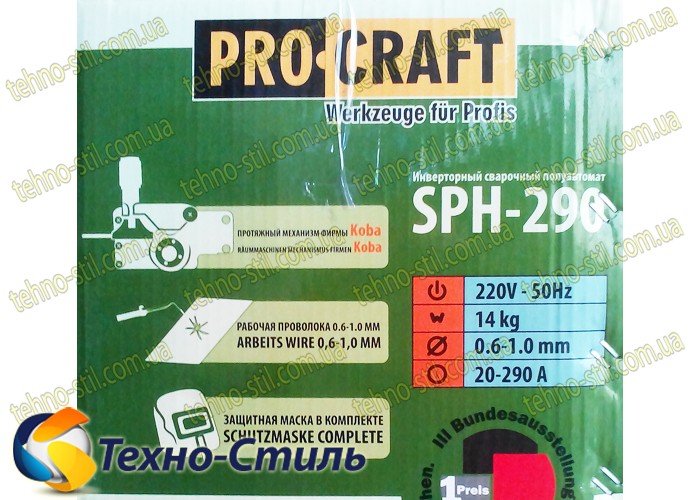 PRO·CRAFT
Werkzeuge für Profis
Инверторный сварочный полуавтомат
SPH-290
ПРОТЯЖНЫЙ МЕХАНИЗМ ФИРМЫ Koba
RÄUMMASCHINEN MECHANISMUS FIRMEN Koba
220V - 50Hz
14 kg
0.6-1.0 mm
20-290 A
РАБОЧАЯ ПРОВОЛОКА 0.6-1.0 ММ
ARBEITS WIRE 0,6-1,0 MM
ЗАЩИТНАЯ МАСКА В КОМПЛЕКТЕ
SCHUTZMASKE COMPLETE
III Bundesausstellung
hen.
1 Preis
Техно-Стиль
tehno-stil.com.ua